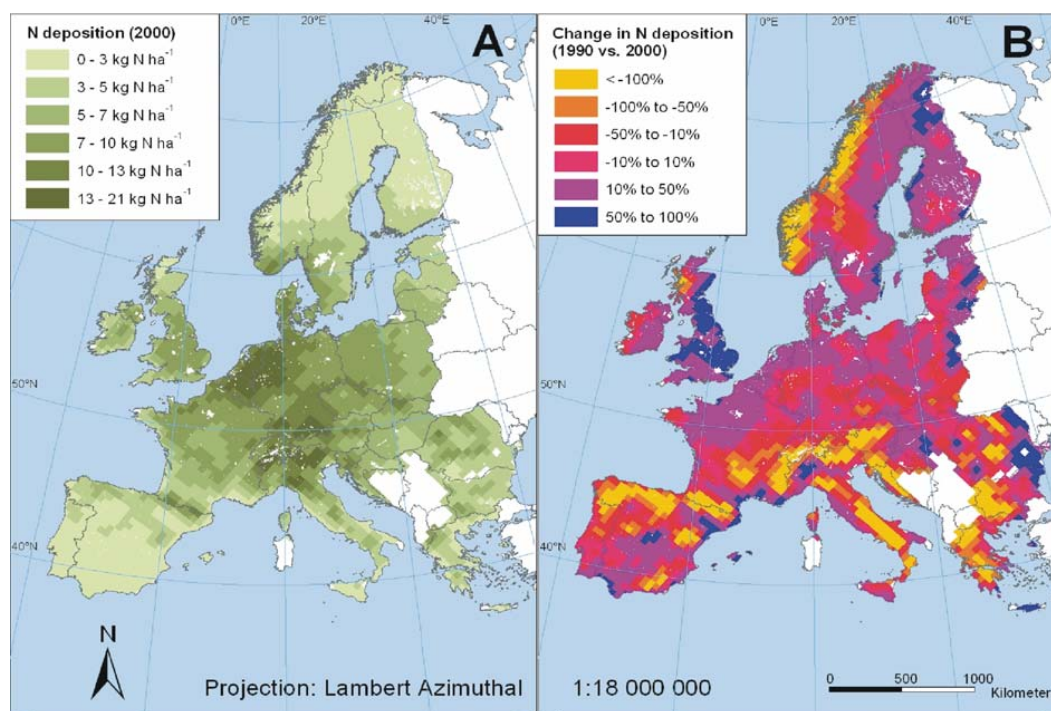 0°E
20°E
40°E
0°E
20°E
40°E
N deposition (2000)
0 - 3 kg N ha⁻¹
3 - 5 kg N ha⁻¹
5 - 7 kg N ha⁻¹
7 - 10 kg N ha⁻¹
10 - 13 kg N ha⁻¹
13 - 21 kg N ha⁻¹
A
Change in N deposition
(1990 vs. 2000)
< -100%
-100% to -50%
-50% to -10%
-10% to 10%
10% to 50%
50% to 100%
B
50°N
50°N
40°N
40°N
N
Projection: Lambert Azimuthal
1:18 000 000
0 500 1000
Kilometer